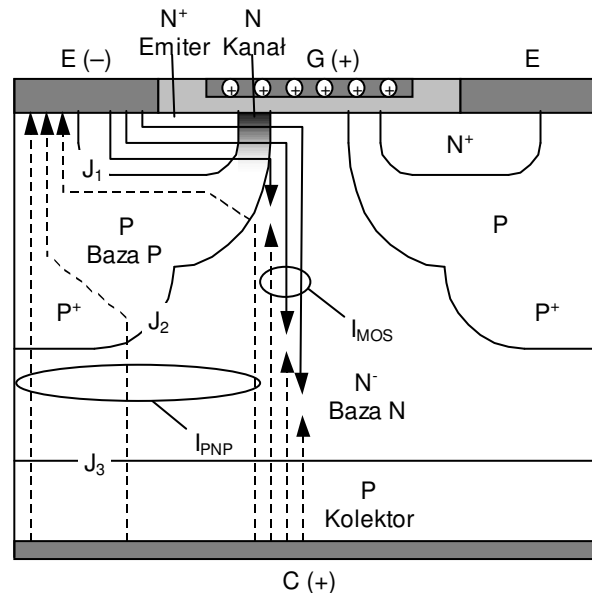 N⁺ N
Emiter Kanał
E (–) G (+) E
+ + + + + +
N⁺
J₁
P P
Baza P
P⁺ J₂ P⁺
I_MOS
N⁻
Baza N
I_PNP
J₃
P
Kolektor
C (+)